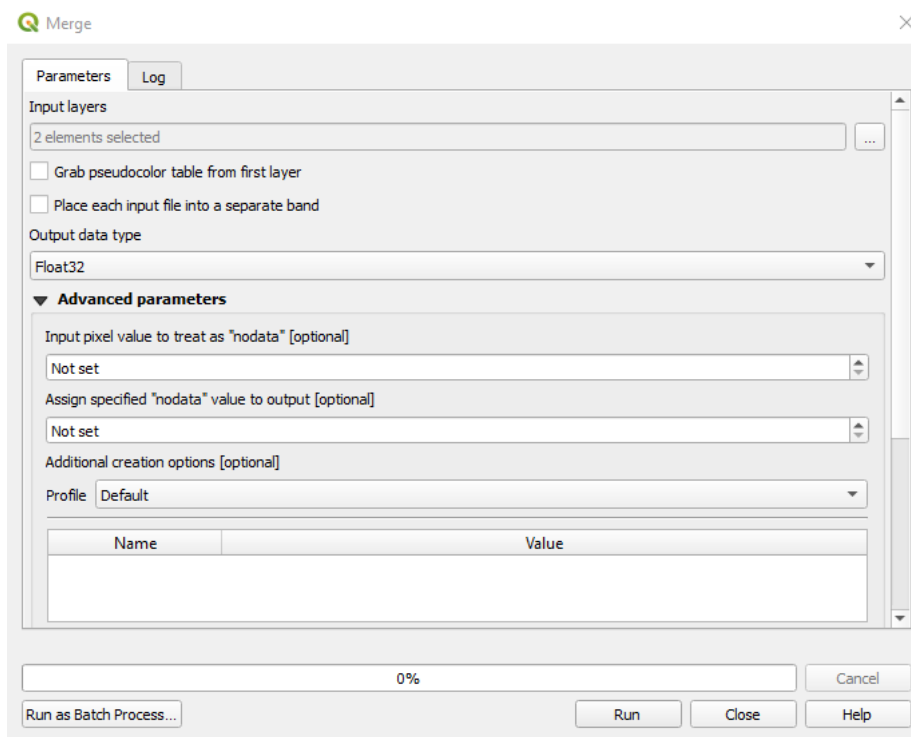 Merge
Parameters Log
Input layers
2 elements selected ...
Grab pseudocolor table from first layer
Place each input file into a separate band
Output data type
Float32
Advanced parameters
Input pixel value to treat as "nodata" [optional]
Not set
Assign specified "nodata" value to output [optional]
Not set
Additional creation options [optional]
Profile Default
Name Value
0% Cancel
Run as Batch Process... Run Close Help